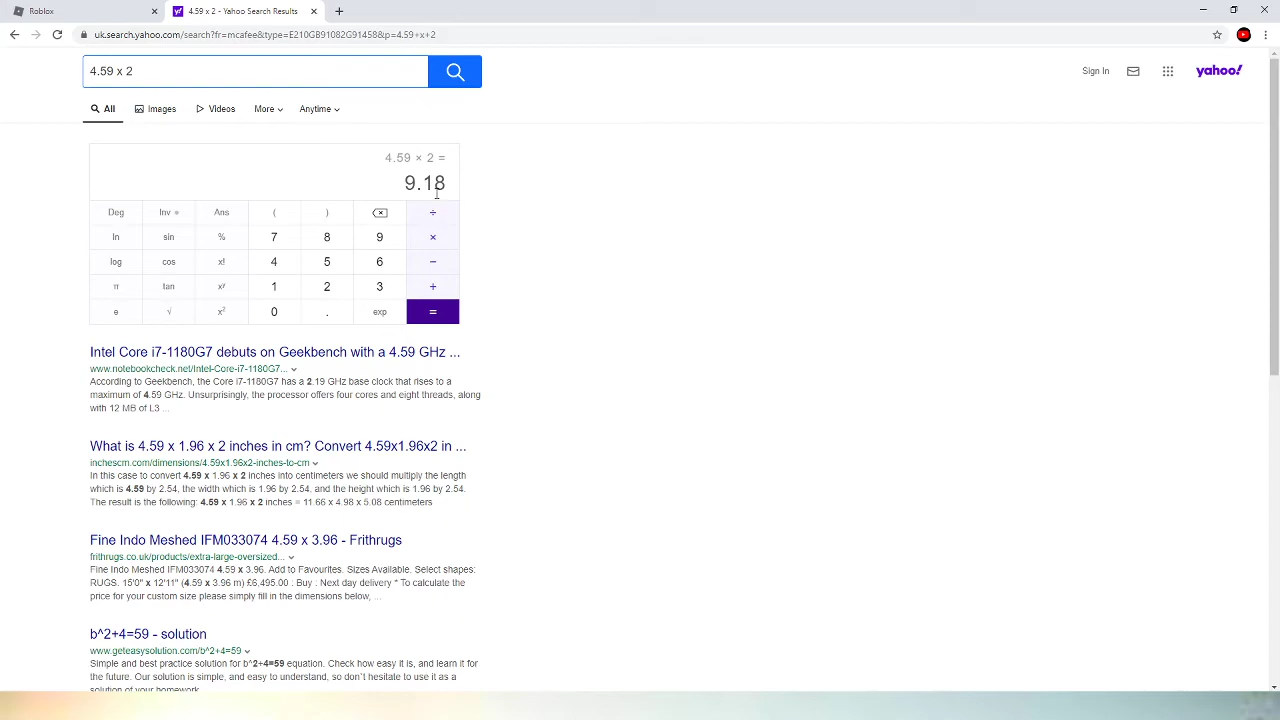 Roblox
4.59 x 2 - Yahoo Search Results
uk.search.yahoo.com/search?fr=mcafee&type=E210GB91082G91458&p=4.59+x+2
4.59 x 2
Sign In
yahoo!
All Images Videos More Anytime
4.59 × 2 =
9.18
Deg Inv Ans ( ) ÷
ln sin % 7 8 9 ×
log cos x! 4 5 6 −
π tan xʸ 1 2 3 +
e √ x² 0 . exp =
Intel Core i7-1180G7 debuts on Geekbench with a 4.59 GHz ...
www.notebookcheck.net/Intel-Core-i7-1180G7...
According to Geekbench, the Core i7-1180G7 has a 2.19 GHz base clock that rises to a
maximum of 4.59 GHz. Unsurprisingly, the processor offers four cores and eight threads, along
with 12 MB of L3 ...
What is 4.59 x 1.96 x 2 inches in cm? Convert 4.59x1.96x2 in ...
inchescm.com/dimensions/4.59x1.96x2-inches-to-cm
In this case to convert 4.59 x 1.96 x 2 inches into centimeters we should multiply the length
which is 4.59 by 2.54, the width which is 1.96 by 2.54, and the height which is 1.96 by 2.54.
The result is the following: 4.59 x 1.96 x 2 inches = 11.66 x 4.98 x 5.08 centimeters
Fine Indo Meshed IFM033074 4.59 x 3.96 - Frithrugs
frithrugs.co.uk/products/extra-large-oversized...
Fine Indo Meshed IFM033074 4.59 x 3.96. Add to Favourites. Sizes Available. Select shapes:
RUGS. 15'0" x 12'11" (4.59 x 3.96 m) £6,495.00 : Buy : Next day delivery * To calculate the
price for your custom size please simply fill in the dimensions below, ...
b^2+4=59 - solution
www.geteasysolution.com/b^2+4=59
Simple and best practice solution for b^2+4=59 equation. Check how easy it is, and learn it for
the future. Our solution is simple, and easy to understand, so don`t hesitate to use it as a
solution of your homework.